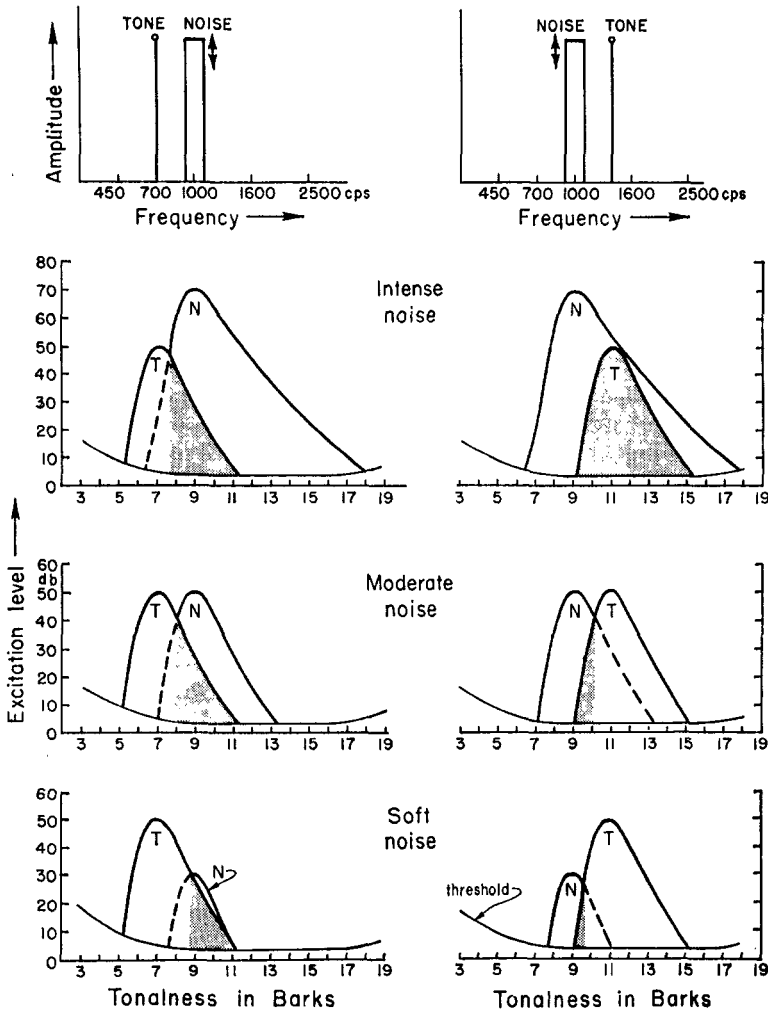 TONE NOISE
Amplitude
450 700 1000 1600 2500 cps
Frequency
NOISE TONE
450 700 1000 1600 2500 cps
Frequency
Excitation level
80
70
60
50
40
30
20
10
0
N
T
3 5 7 9 11 13 15 17 19
Intense
noise
N
T
3 5 7 9 11 13 15 17 19
60
db
50
40
30
20
10
0
T N
3 5 7 9 11 13 15 17 19
Moderate
noise
N T
3 5 7 9 11 13 15 17 19
60
50
40
30
20
10
0
T
N
3 5 7 9 11 13 15 17 19
Tonalness in Barks
Soft
noise
threshold
N
T
3 5 7 9 11 13 15 17 19
Tonalness in Barks